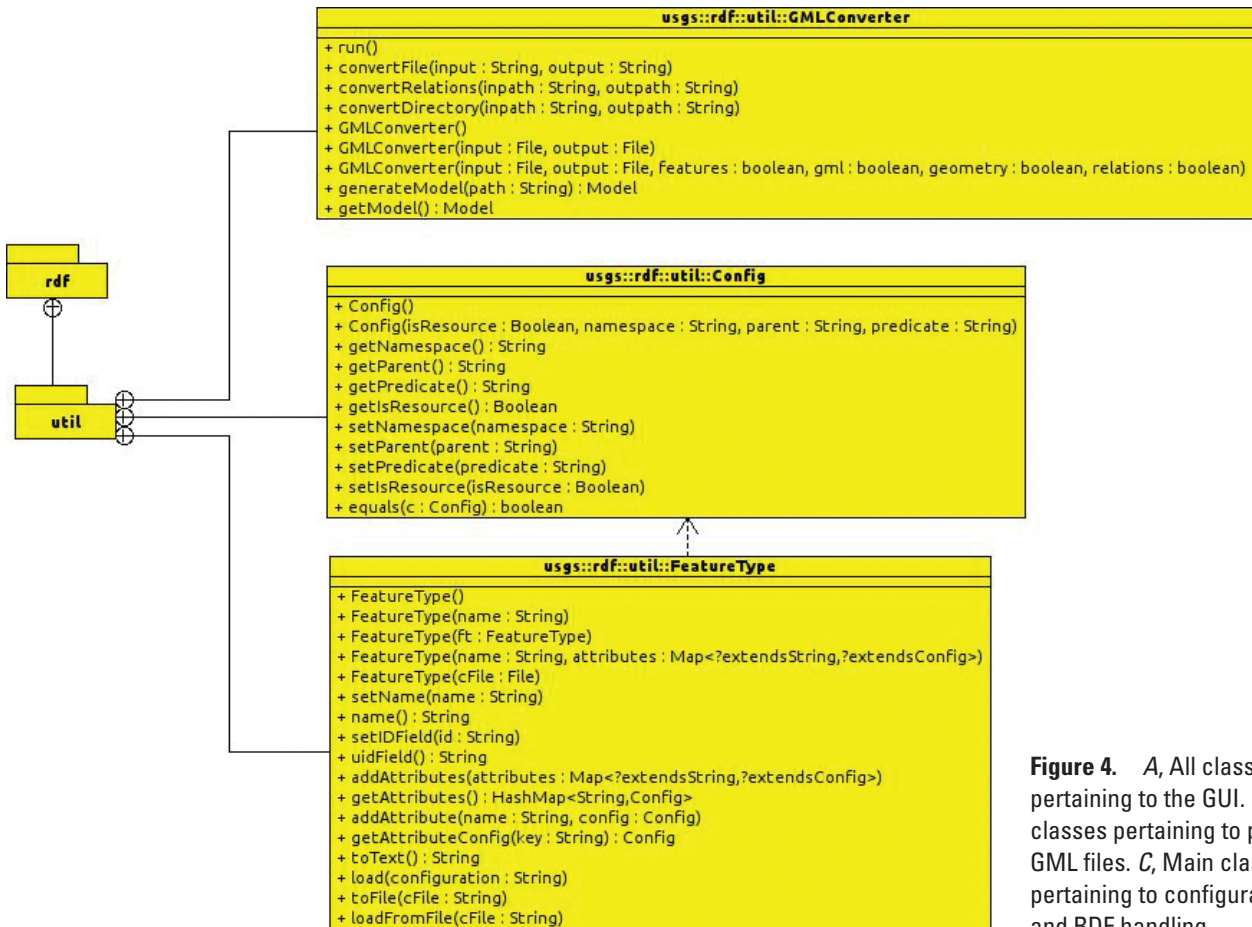 usgs::rdf::util::GMLConverter
+ run()
+ convertFile(input : String, output : String)
+ convertRelations(inpath : String, outpath : String)
+ convertDirectory(inpath : String, outpath : String)
+ GMLConverter()
+ GMLConverter(input : File, output : File)
+ GMLConverter(input : File, output : File, features : boolean, gml : boolean, geometry : boolean, relations : boolean)
+ generateModel(path : String) : Model
+ getModel() : Model
rdf
util
usgs::rdf::util::Config
+ Config()
+ Config(isResource : Boolean, namespace : String, parent : String, predicate : String)
+ getNamespace() : String
+ getParent() : String
+ getPredicate() : String
+ getIsResource() : Boolean
+ setNamespace(namespace : String)
+ setParent(parent : String)
+ setPredicate(predicate : String)
+ setIsResource(isResource : Boolean)
+ equals(c : Config) : boolean
usgs::rdf::util::FeatureType
+ FeatureType()
+ FeatureType(name : String)
+ FeatureType(ft : FeatureType)
+ FeatureType(name : String, attributes : Map<?extendsString,?extendsConfig>)
+ FeatureType(cFile : File)
+ setName(name : String)
+ name() : String
+ setIDField(id : String)
+ uidField() : String
+ addAttributes(attributes : Map<?extendsString,?extendsConfig>)
+ getAttributes() : HashMap<String,Config>
+ addAttribute(name : String, config : Config)
+ getAttributeConfig(key : String) : Config
+ toText() : String
+ load(configuration : String)
+ toFile(cFile : String)
+ loadFromFile(cFile : String)
Figure 4. A, All class
pertaining to the GUI.
classes pertaining to p
GML files. C, Main clas
pertaining to configura
and RDF handling